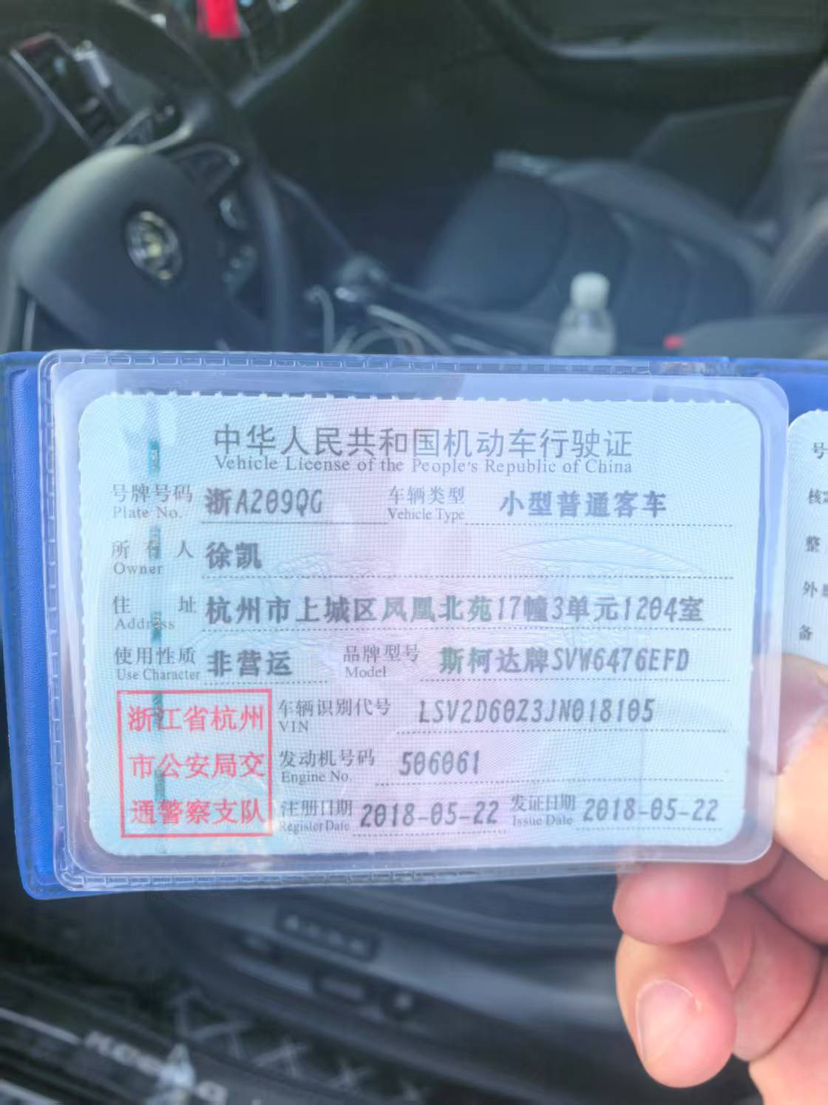 中华人民共和国机动车行驶证
Vehicle License of the People's Republic of China
号牌号码 浙A209QG 车辆类型 小型普通客车
Plate No. Vehicle Type
所有人 徐凯
Owner
住址 杭州市上城区凤凰北苑17幢3单元1204室
Address
使用性质 非营运 品牌型号 斯柯达牌SVW6476EFD
Use Character Model
浙江省杭州
市公安局交
通警察支队
车辆识别代号 LSV2D60Z3JN018105
VIN
发动机号码 506061
Engine No.
注册日期 2018-05-22 发证日期 2018-05-22
Register Date Issue Date
号
核
整
外
备